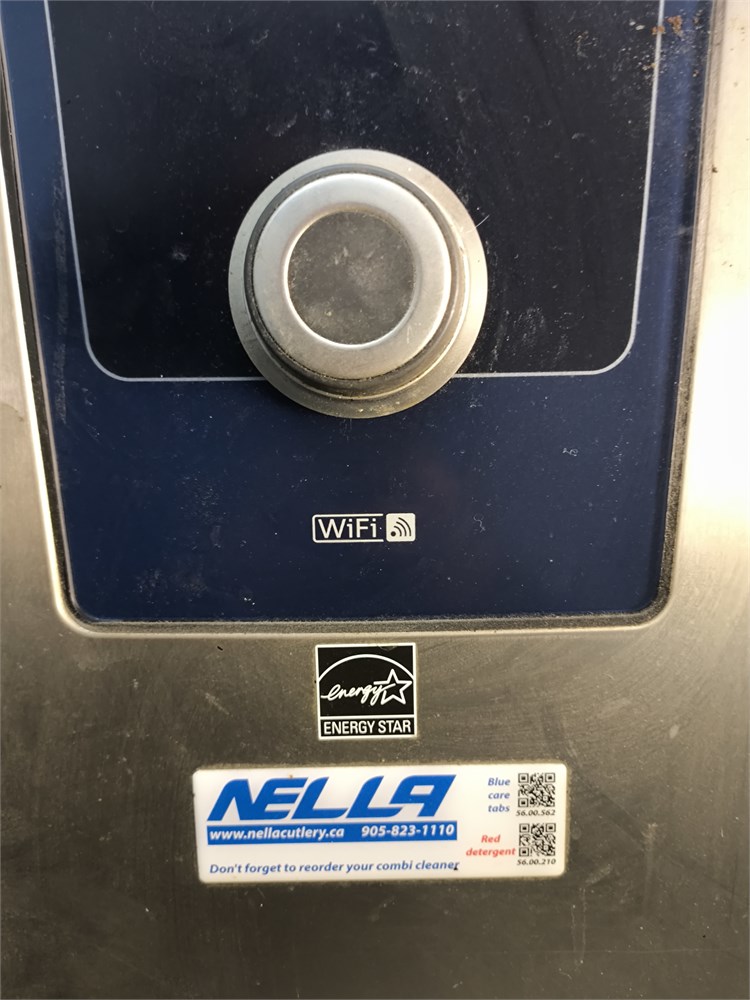 WiFi
energy
ENERGY STAR
NELLA
www.nellacutlery.ca 905-823-1110
Don't forget to reorder your combi cleaner
Blue
care
tabs
56.00.562
Red
detergent
56.00.210